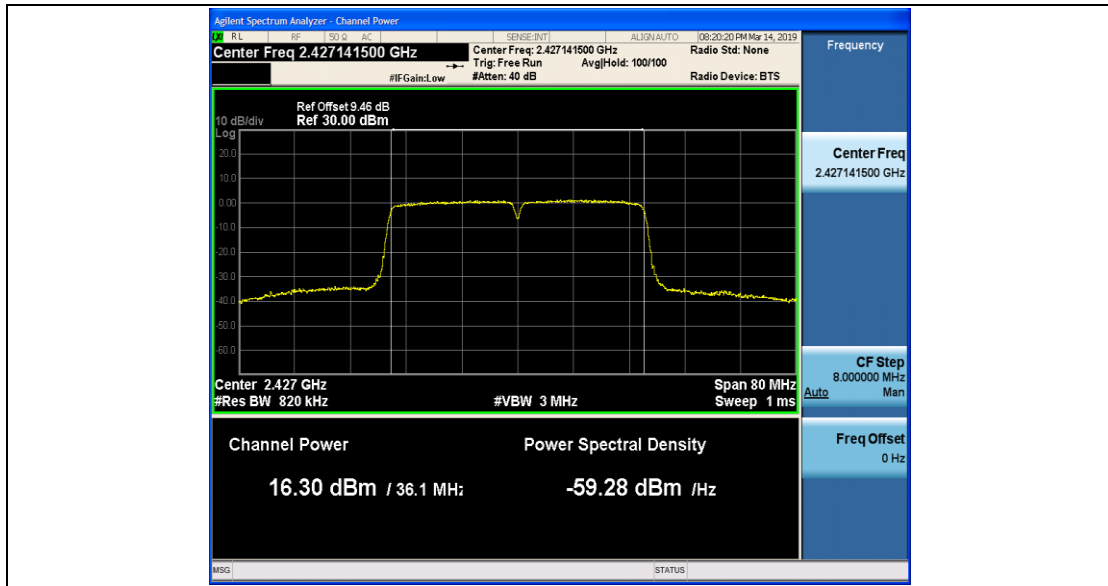 Agilent Spectrum Analyzer - Channel Power
LXI RL RF 50 Ω AC SENSE:INT ALIGN AUTO 08:20:20 PM Mar 14, 2019
Center Freq 2.427141500 GHz
Center Freq: 2.427141500 GHz
Radio Std: None
Trig: Free Run Avg|Hold: 100/100
#IFGain:Low #Atten: 40 dB Radio Device: BTS
Frequency
Ref Offset 9.46 dB
10 dB/div Ref 30.00 dBm
Log
20.0
10.0
0.00
-10.0
-20.0
-30.0
-40.0
-50.0
-60.0
Center 2.427 GHz Span 80 MHz
#Res BW 820 kHz #VBW 3 MHz Sweep 1 ms
Channel Power Power Spectral Density
16.30 dBm / 36.1 MHz -59.28 dBm /Hz
Center Freq
2.427141500 GHz
CF Step
8.000000 MHz
Auto Man
Freq Offset
0 Hz
MSG STATUS